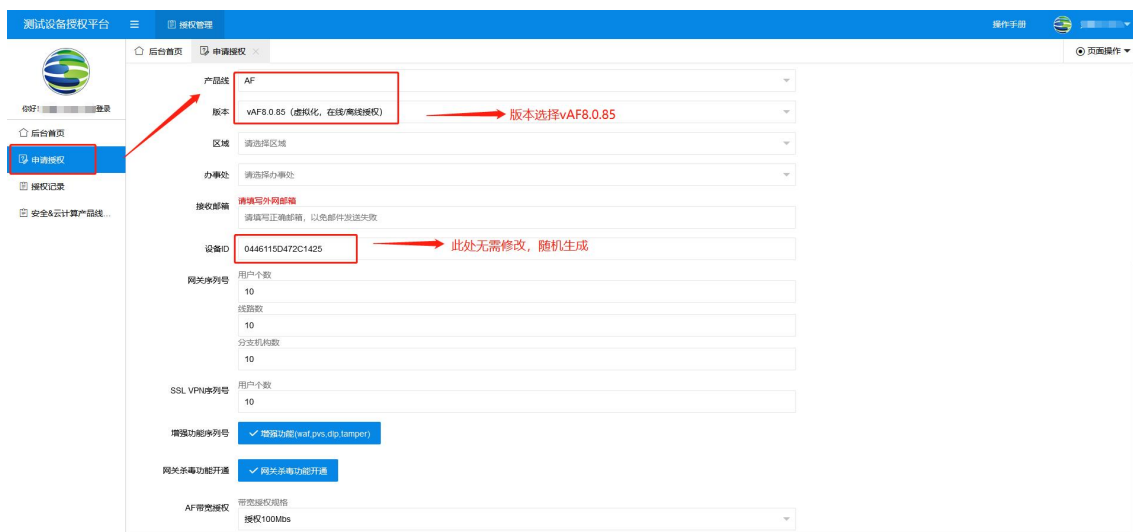 测试设备授权平台
授权管理
操作手册
后台首页
申请授权
页面操作
你好!
登录
后台首页
申请授权
授权记录
安全&云计算产品线...
产品线
AF
版本
vAF8.0.85（虚拟化，在线/离线授权）
版本选择vAF8.0.85
区域
请选择区域
办事处
请选择办事处
接收邮箱
请填写外网邮箱
请填写正确邮箱，以免邮件发送失败
设备ID
0446115D472C1425
此处无需修改，随机生成
网关序列号
用户个数
10
线路数
10
分支机构数
10
SSL VPN序列号
用户个数
10
增强功能序列号
增强功能(waf,pvs,dlp,tamper)
网关杀毒功能开通
网关杀毒功能开通
AF带宽授权
带宽授权规格
授权100Mbs